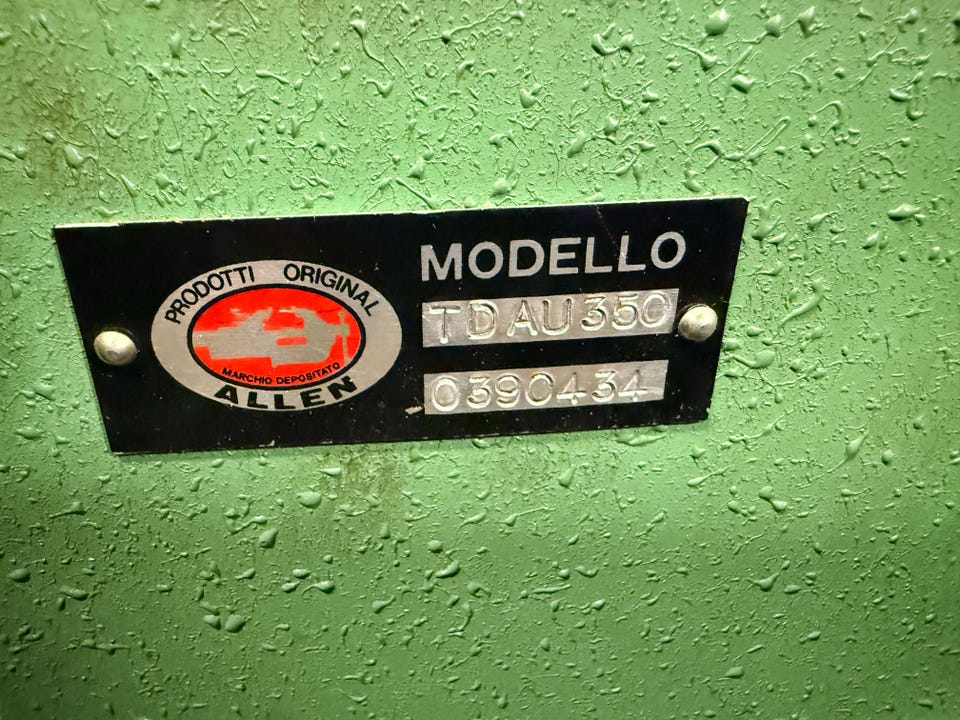 PRODOTTI ORIGINAL
MARCHIO DEPOSITATO
ALLEN
MODELLO
TDAU350
0390434